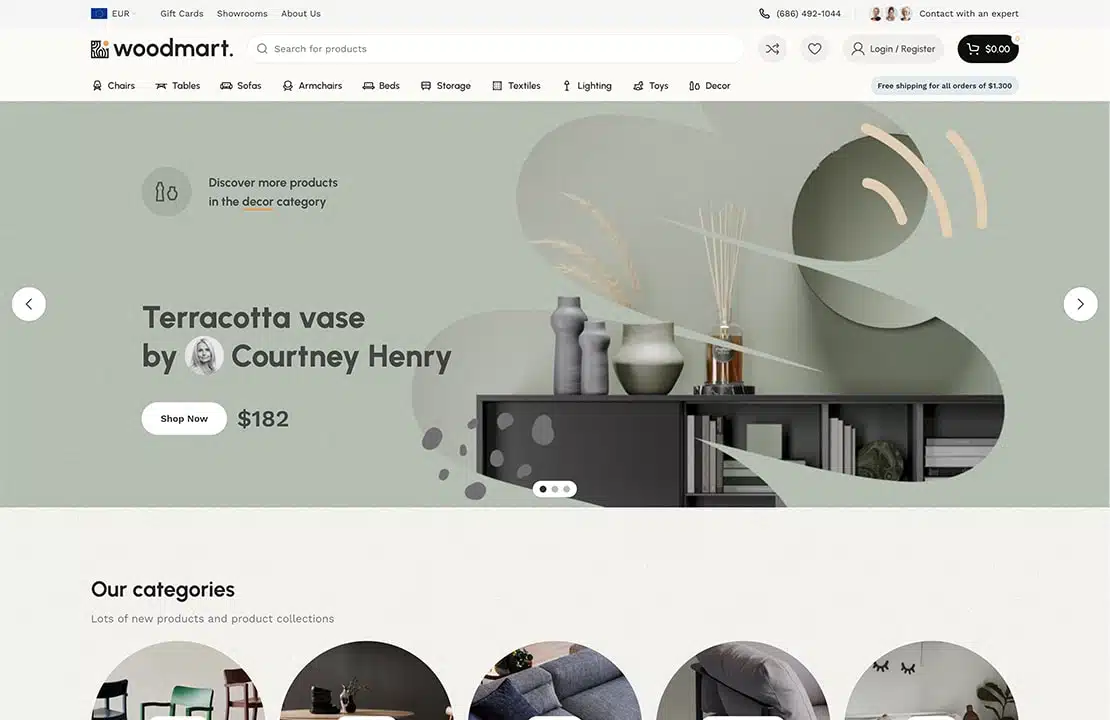 EUR
Gift Cards
Showrooms
About Us
(686) 492-1044
Contact with an expert
woodmart.
Search for products
Login / Register
0
$0.00
Chairs
Tables
Sofas
Armchairs
Beds
Storage
Textiles
Lighting
Toys
Decor
Free shipping for all orders of $1.300
Discover more products
in the decor category
Terracotta vase
by Courtney Henry
Shop Now
$182
Our categories
Lots of new products and product collections